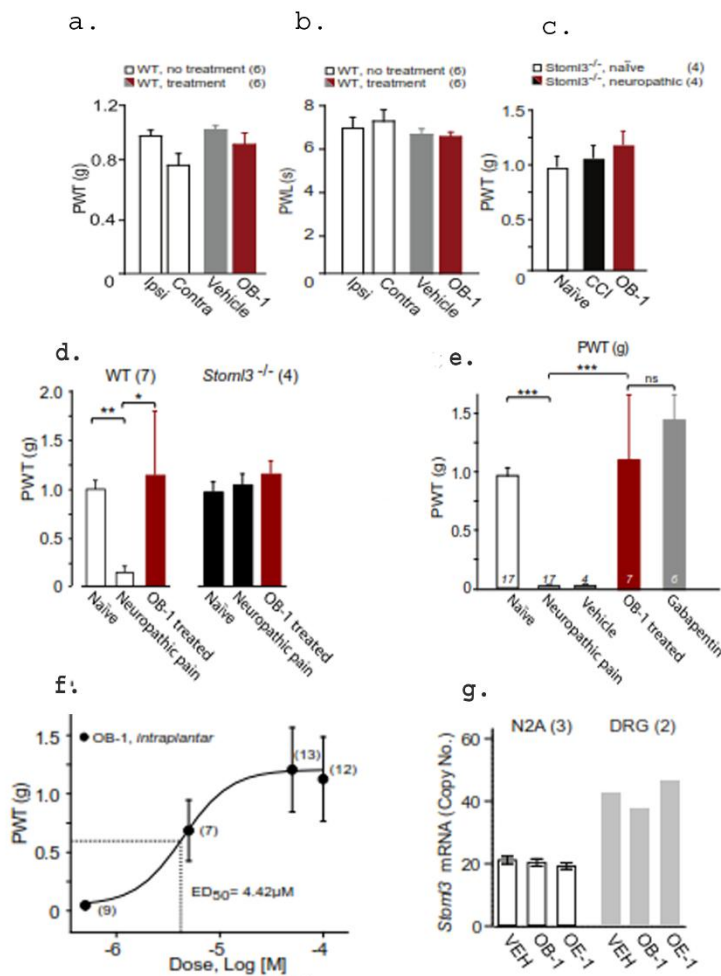 a.
WT, no treatment (6)
WT, treatment (6)
PWT (g)
1.2
0.8
0.4
0
Ipsi
Contra
Vehicle
OB-1
b.
WT, no treatment (6)
WT, treatment (6)
PWL (s)
8
6
4
2
0
Ipsi
Contra
Vehicle
OB-1
c.
Stoml3-/-, naïve (4)
Stoml3-/-, neuropathic (4)
PWT (g)
1.5
1.0
0.5
0
Naïve
CCI
OB-1
d.
WT (7)
Stoml3 -/- (4)
PWT (g)
2.0
1.5
1.0
0.5
0
**
*
Naïve
Neuropathic pain
OB-1 treated
Naïve
Neuropathic pain
OB-1 treated
e.
PWT (g)
PWT (g)
1.5
1.0
0.5
0
***
***
ns
17
17
4
7
6
Naïve
Neuropathic pain
Vehicle
OB-1 treated
Gabapentin
f.
OB-1, intraplantar
PWT (g)
1.5
1.0
0.5
0
(9)
(7)
(13)
(12)
ED50= 4.42µM
-6
-5
-4
Dose, Log [M]
g.
N2A (3)
DRG (2)
Stoml3 mRNA (Copy No.)
60
40
20
0
VEH
OB-1
OE-1
VEH
OB-1
OE-1